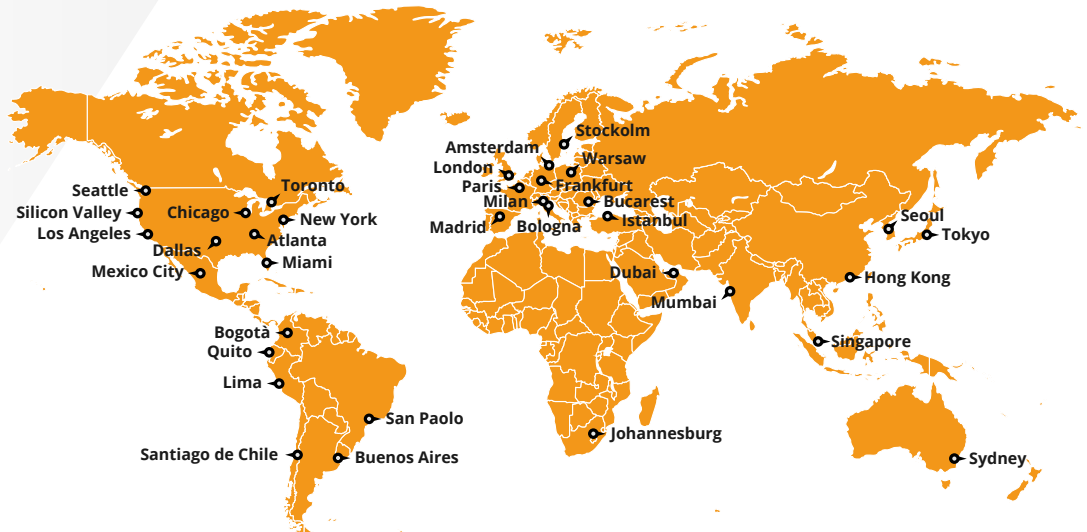 Stockolm
Amsterdam
Warsaw
London
Paris
Frankfurt
Milan
Bucarest
Madrid
Bologna
Istanbul
Seattle
Toronto
Silicon Valley
Chicago
New York
Los Angeles
Atlanta
Dallas
Mexico City
Miami
Seoul
Tokyo
Dubai
Hong Kong
Mumbai
Bogotà
Quito
Singapore
Lima
San Paolo
Johannesburg
Santiago de Chile
Buenos Aires
Sydney